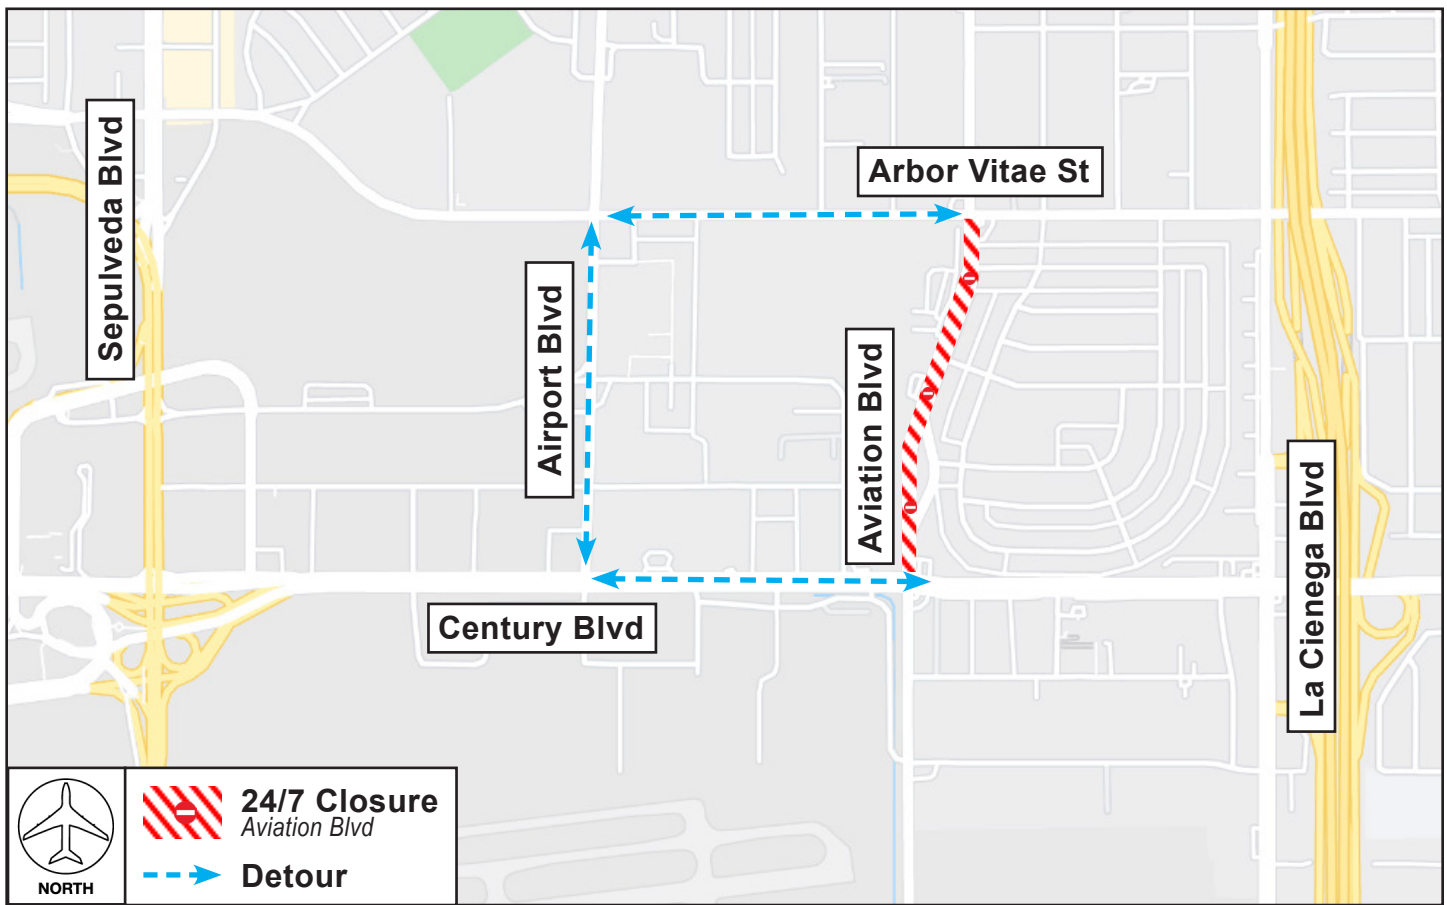 Arbor Vitae St
Sepulveda Blvd
Airport Blvd
Aviation Blvd
La Cienega Blvd
Century Blvd
24/7 Closure
Aviation Blvd
Detour
NORTH